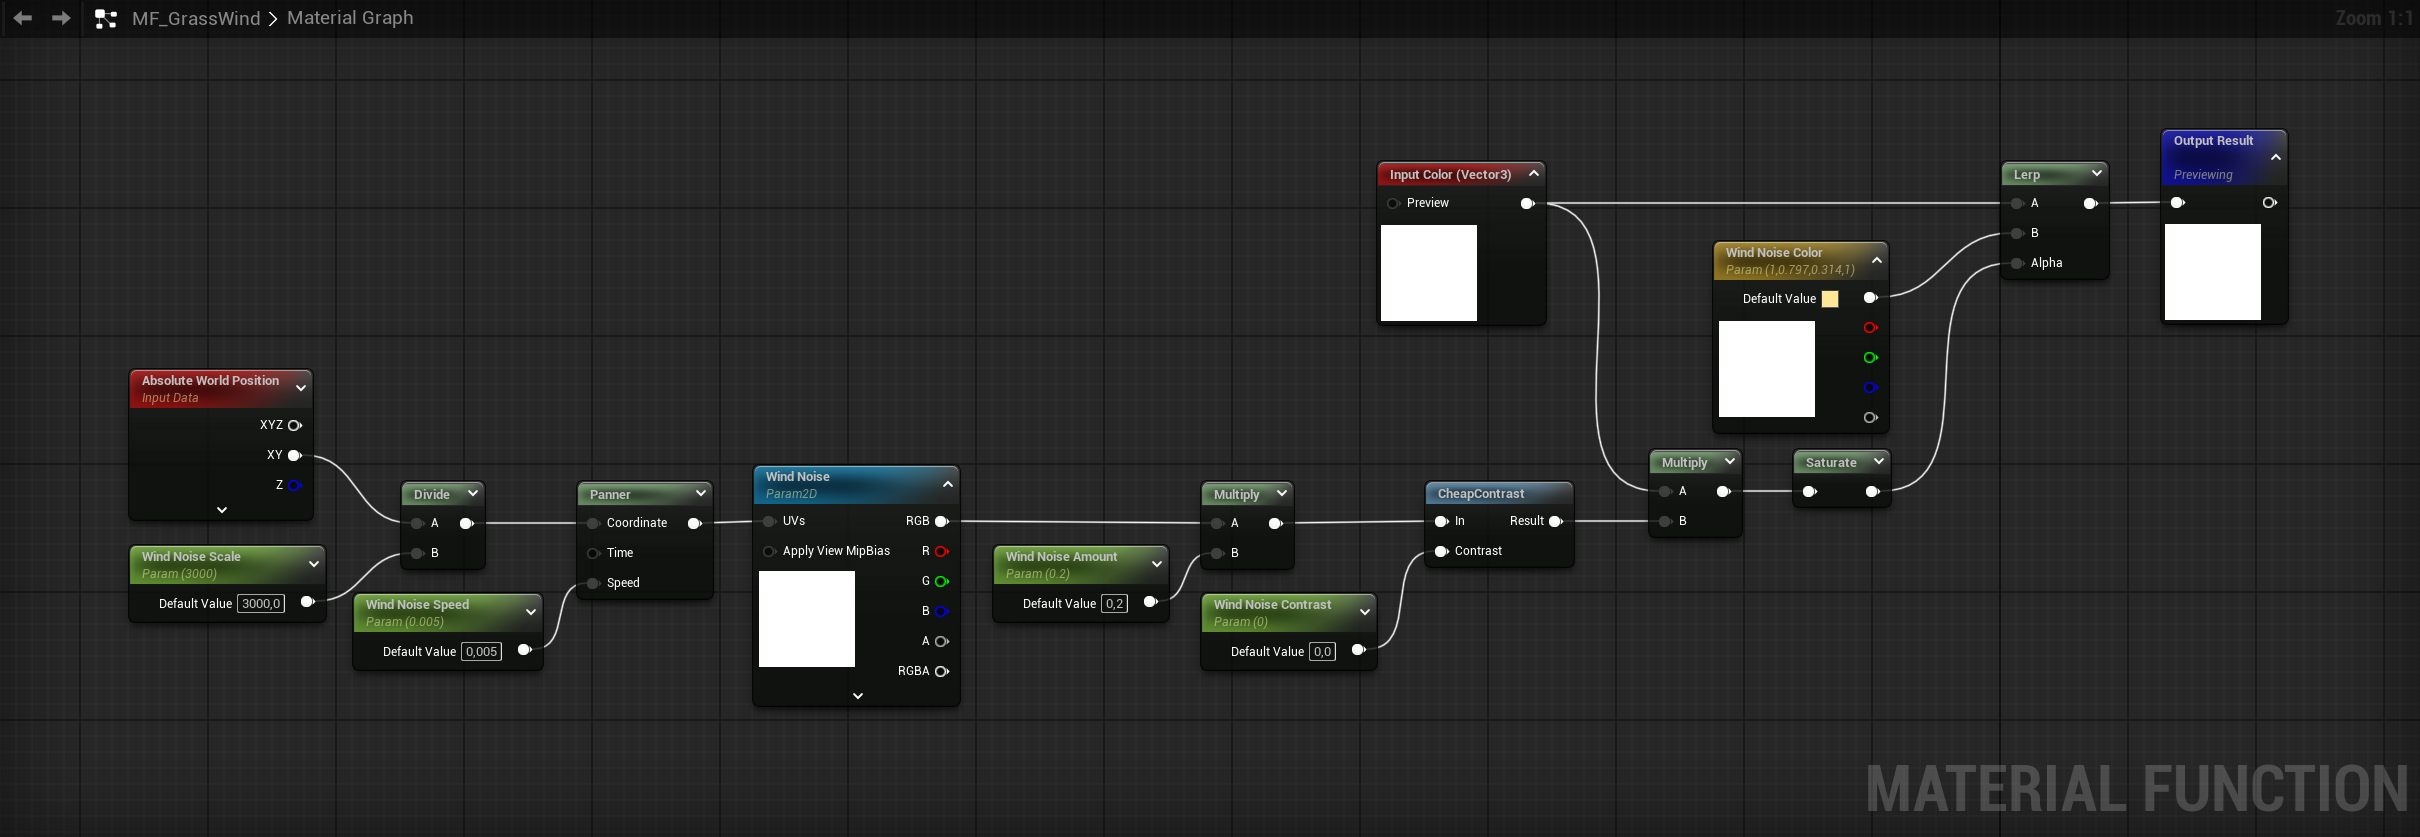 MF_GrassWind > Material Graph
Zoom 1:1
Output Result
Previewing
Input Color (Vector3)
Preview
Lerp
A
B
Alpha
Wind Noise Color
Param (1,0.797,0.314,1)
Default Value
Absolute World Position
Input Data
XYZ
XY
Z
Divide
A
B
Panner
Coordinate
Time
Speed
Wind Noise
Param2D
UVs
RGB
Apply View MipBias
R
G
B
A
RGBA
Multiply
A
B
CheapContrast
In
Result
Contrast
Multiply
A
B
Saturate
Wind Noise Scale
Param (3000)
Default Value 3000,0
Wind Noise Speed
Param (0.005)
Default Value 0,005
Wind Noise Amount
Param (0.2)
Default Value 0,2
Wind Noise Contrast
Param (0)
Default Value 0,0
MATERIAL FUNCTION